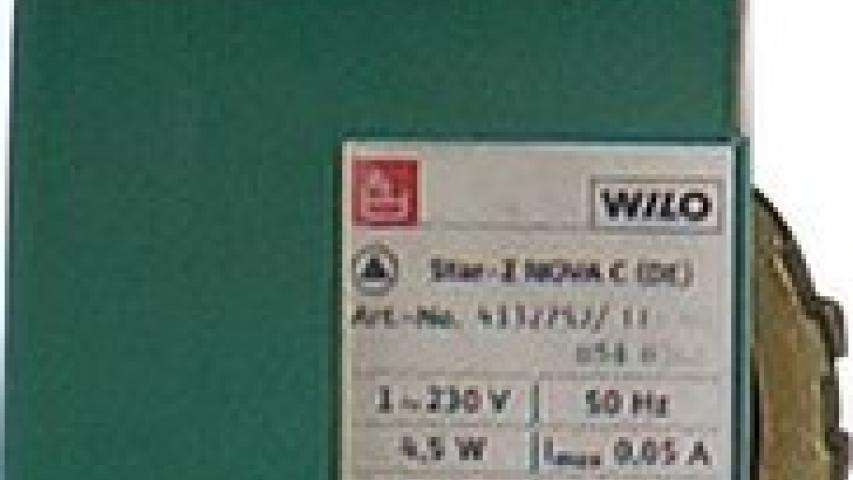 WILO
Star-Z NOVA C (DE)
Art.-No.
1~230 V 50 Hz
4,5 W Imax 0.05 A